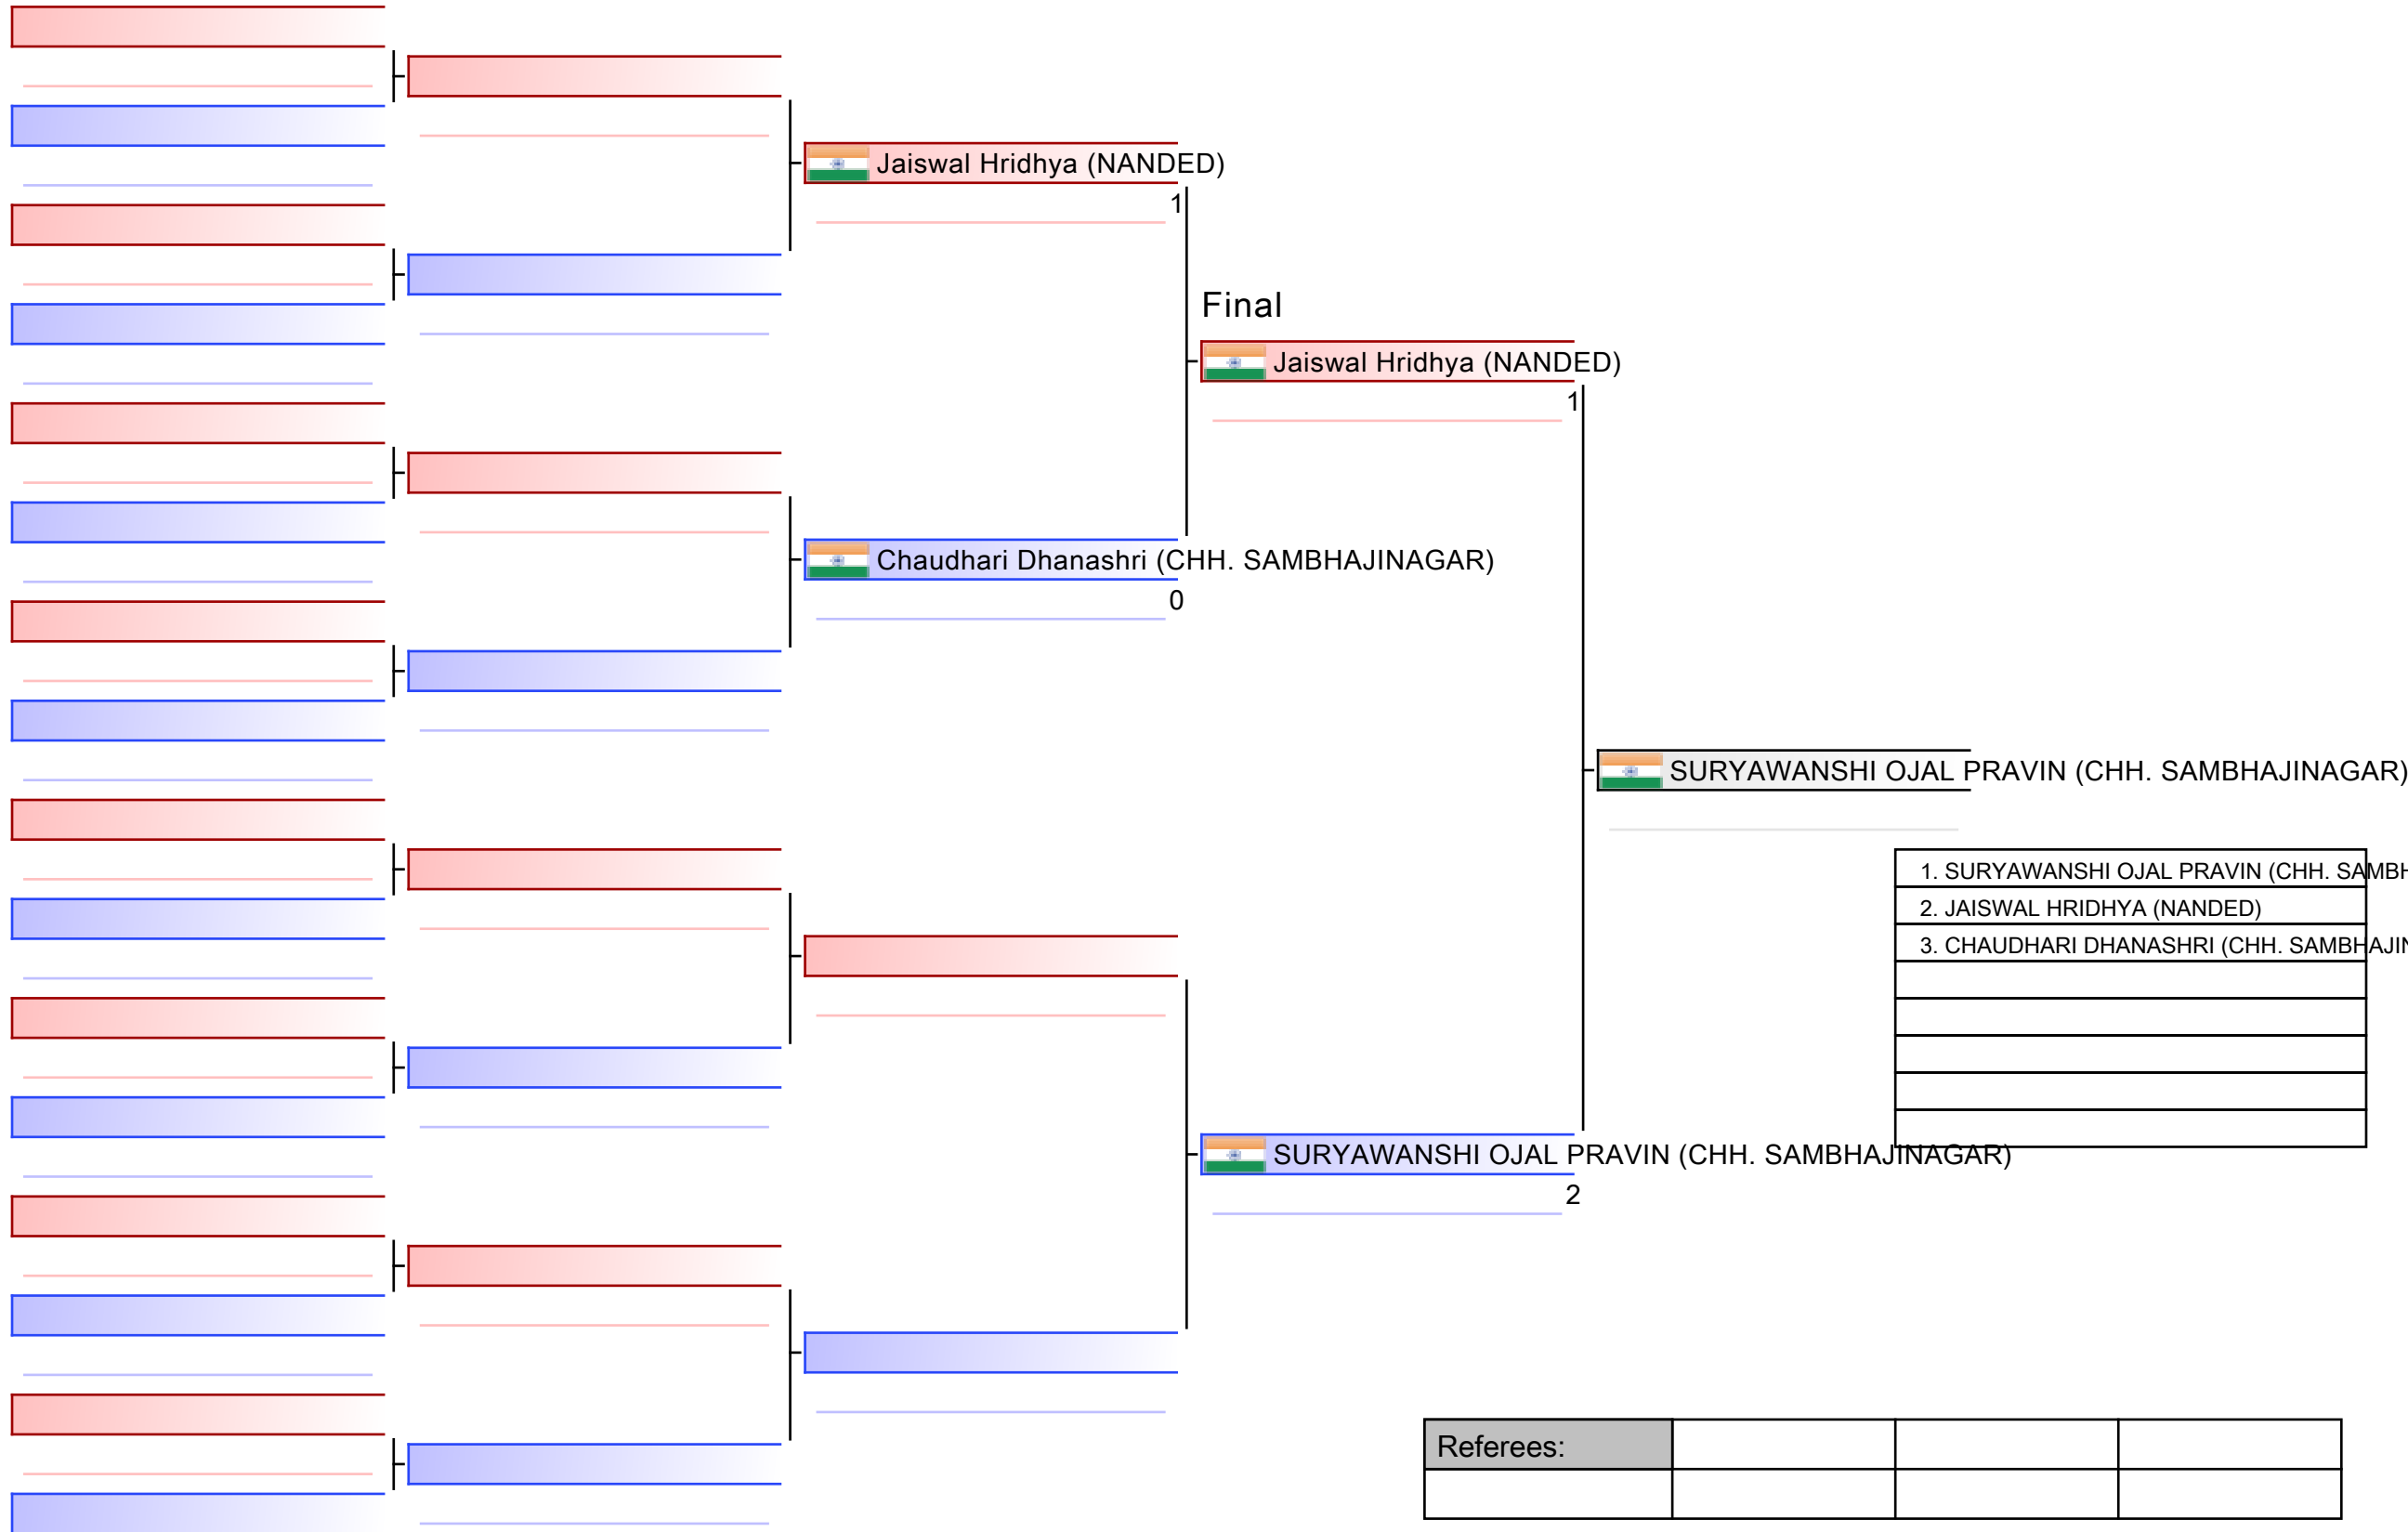 Jaiswal Hridhya (NANDED)
1
Final
Jaiswal Hridhya (NANDED)
1
Chaudhari Dhanashri (CHH. SAMBHAJINAGAR)
0
SURYAWANSHI OJAL PRAVIN (CHH. SAMBHAJINAGAR)
1. SURYAWANSHI OJAL PRAVIN (CHH. SAMBH
2. JAISWAL HRIDHYA (NANDED)
3. CHAUDHARI DHANASHRI (CHH. SAMBHAJIN
SURYAWANSHI OJAL PRAVIN (CHH. SAMBHAJINAGAR)
2
Referees: